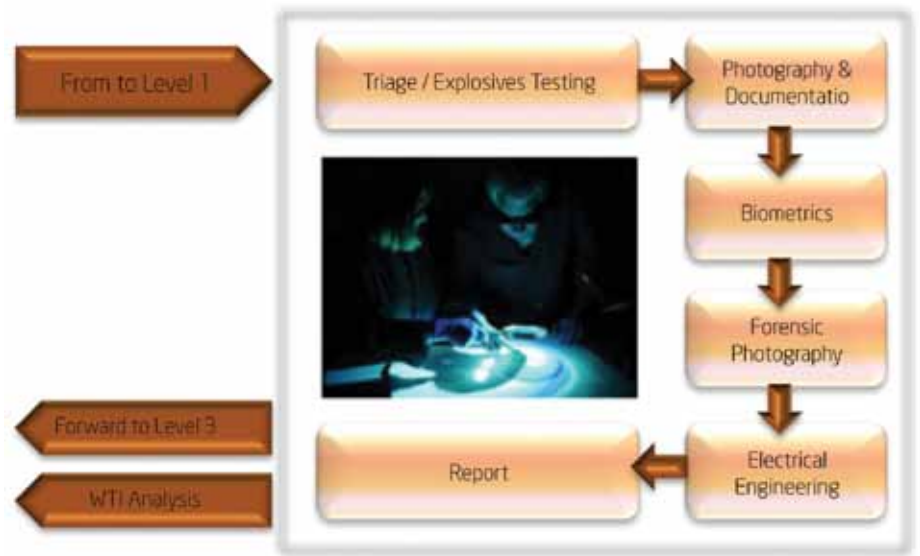 From to Level 1
Triage / Explosives Testing
Photography &
Documentatio
Biometrics
Forensic
Photography
Electrical
Engineering
Report
Forward to Level 3
WTI Analysis